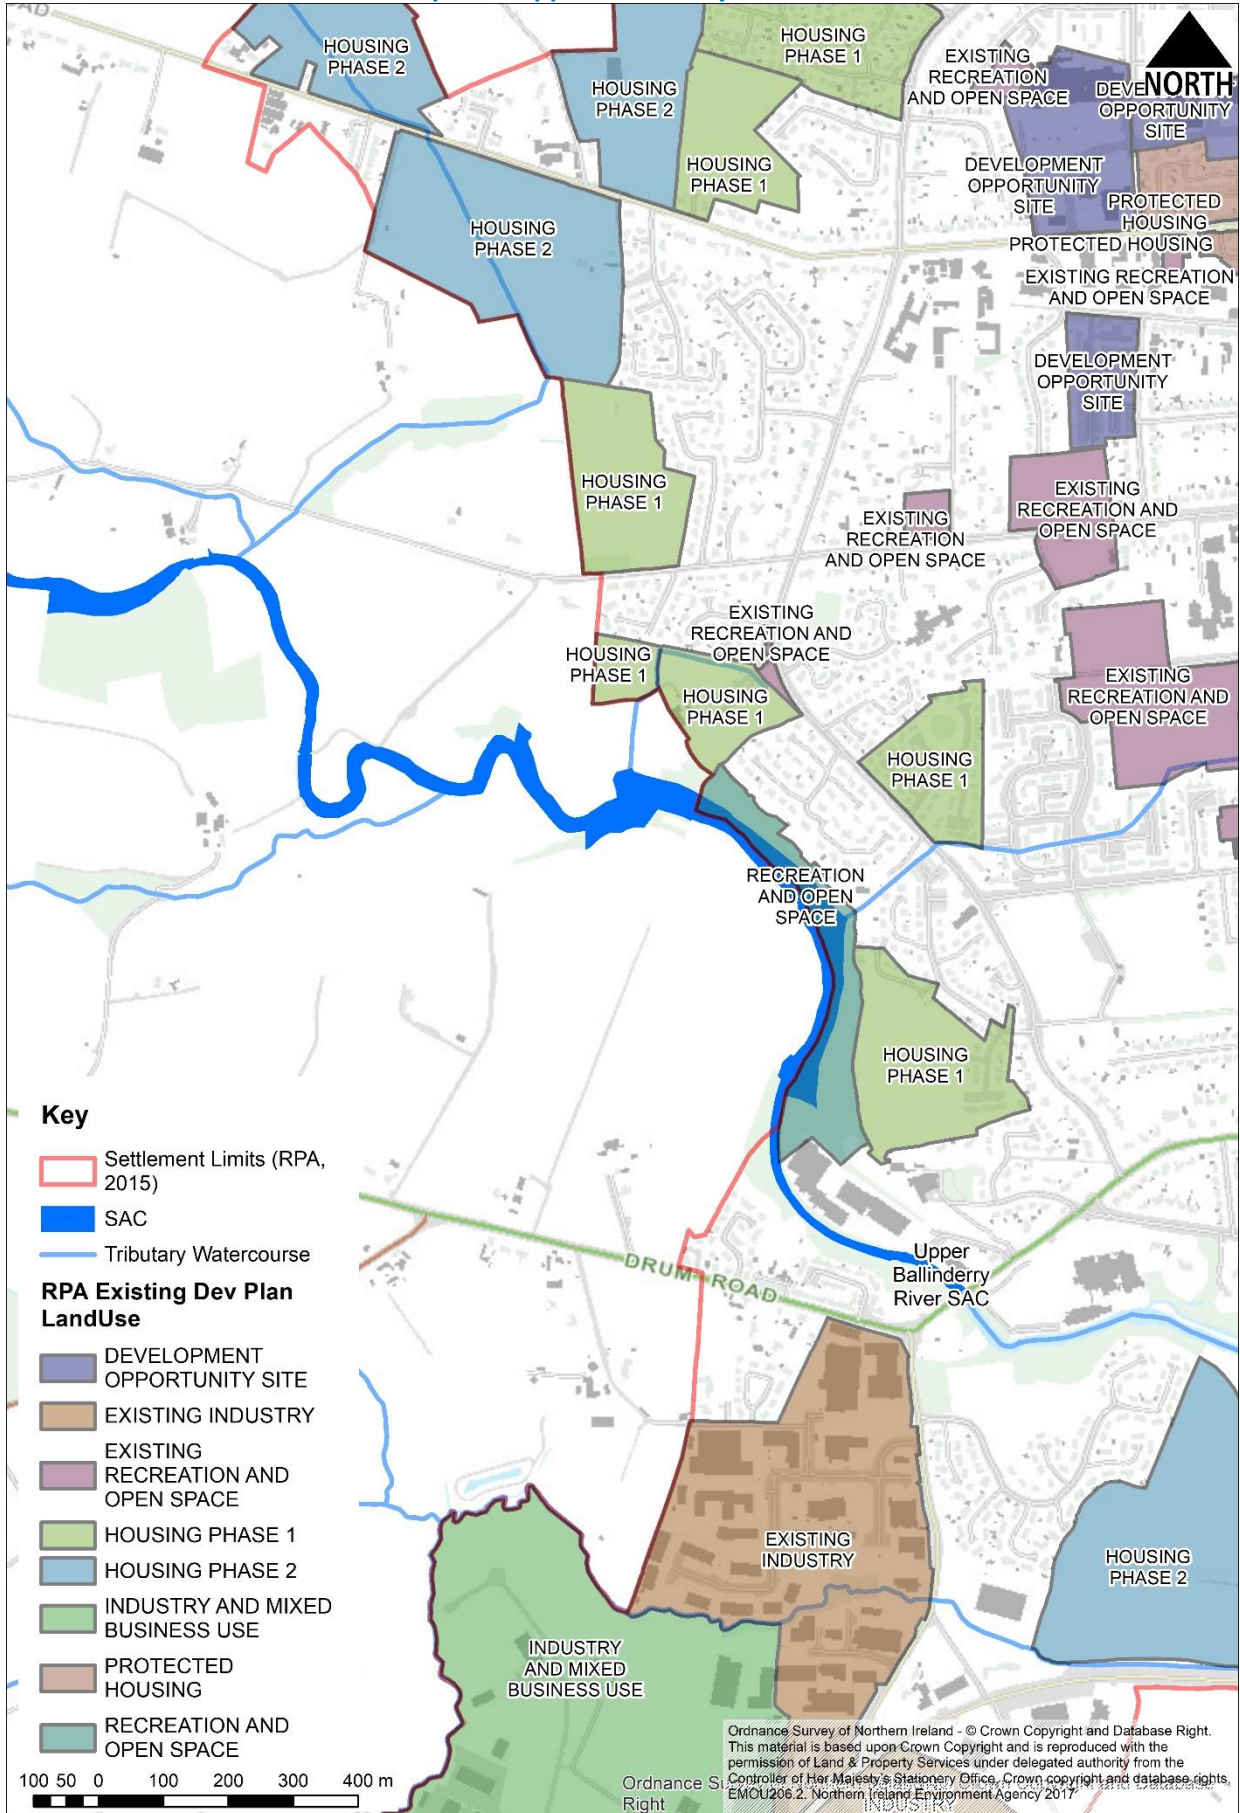 OAD
HOUSING
PHASE 2
HOUSING
PHASE 1
EXISTING
RECREATION
AND OPEN SPACE
NORTH
HOUSING
PHASE 2
OPPORTUNITY
SITE
HOUSING
PHASE 1
DEVELOPMENT
OPPORTUNITY
SITE
PROTECTED
HOUSING
HOUSING
PHASE 2
PROTECTED HOUSING
EXISTING RECREATION
AND OPEN SPACE
DEVELOPMENT
OPPORTUNITY
SITE
HOUSING
PHASE 1
EXISTING
RECREATION AND
OPEN SPACE
EXISTING
RECREATION
AND OPEN SPACE
EXISTING
RECREATION AND
OPEN SPACE
HOUSING
PHASE 1
HOUSING
PHASE 1
EXISTING
RECREATION AND
OPEN SPACE
HOUSING
PHASE 1
RECREATION
AND OPEN
SPACE
HOUSING
PHASE 1
Key
Settlement Limits (RPA,
2015)
SAC
Tributary Watercourse
RPA Existing Dev Plan
LandUse
DEVELOPMENT
OPPORTUNITY SITE
EXISTING INDUSTRY
EXISTING
RECREATION AND
OPEN SPACE
HOUSING PHASE 1
HOUSING PHASE 2
INDUSTRY AND MIXED
BUSINESS USE
PROTECTED
HOUSING
RECREATION AND
OPEN SPACE
100 50 0 100 200 300 400 m
DRUM ROAD
Upper
Ballinderry
River SAC
EXISTING
INDUSTRY
HOUSING
PHASE 2
INDUSTRY
AND MIXED
BUSINESS USE
Ordnance Survey of Northern Ireland - © Crown Copyright and Database Right.
This material is based upon Crown Copyright and is reproduced with the
permission of Land & Property Services under delegated authority from the
Controller of Her Majesty's Stationery Office, Crown copyright and database rights,
EMOU206.2. Northern Ireland Environment Agency 2017
Ordnance
Right
INDUSTRY